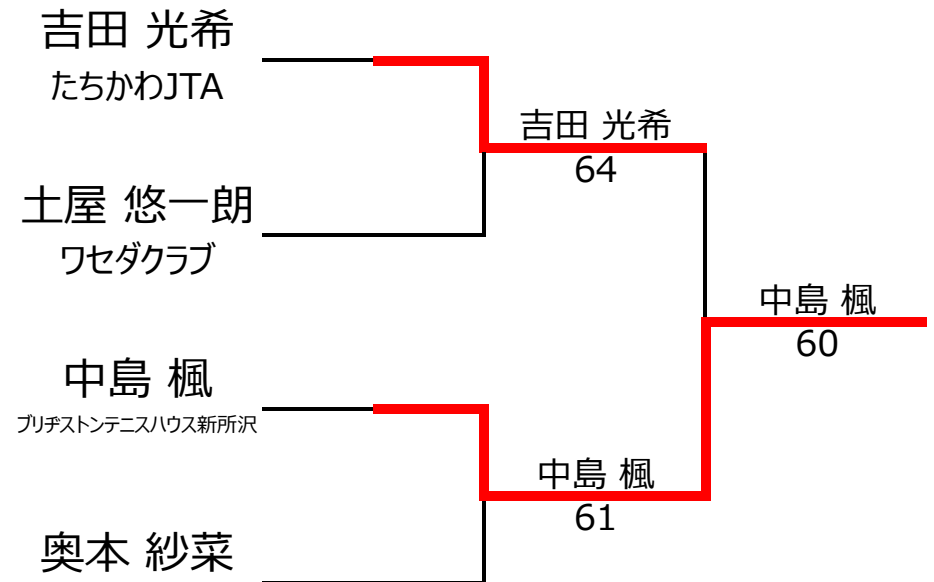 吉田 光希
たちかわJTA
吉田 光希
64
土屋 悠一朗
ワセダクラブ
中島 楓
60
中島 楓
ブリヂストンテニスハウス新所沢
中島 楓
61
奥本 紗菜